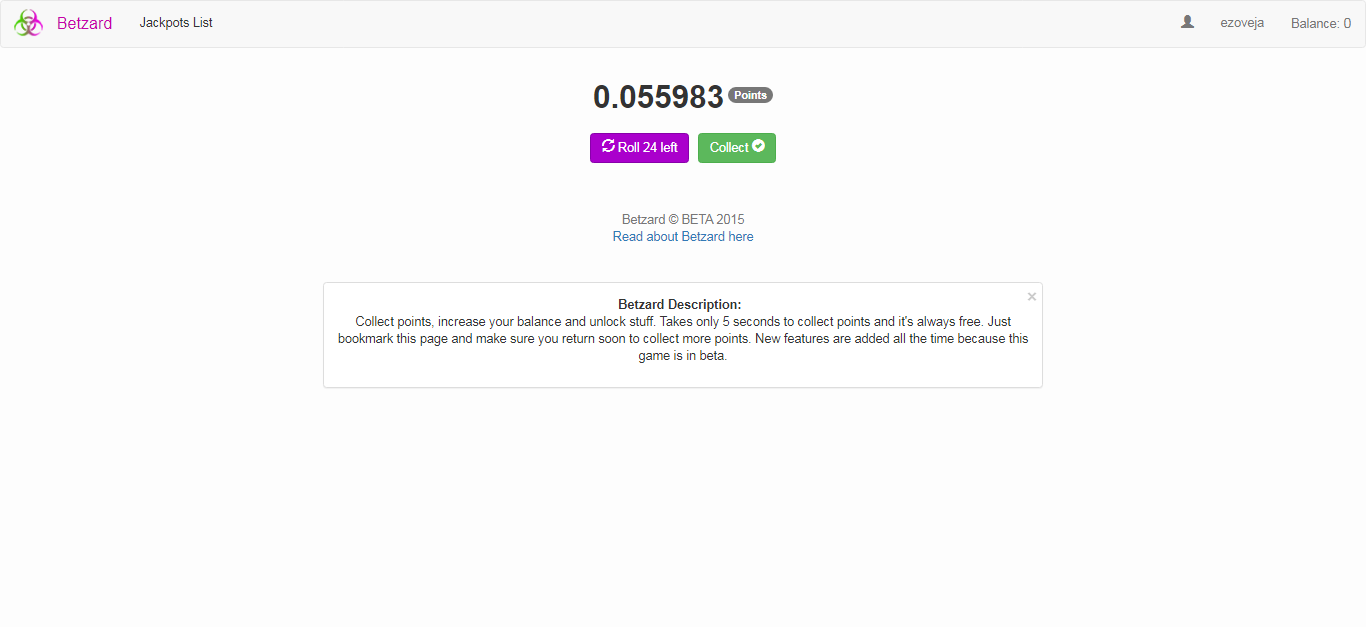 Betzard Jackpots List ezoveja Balance: 0
0.055983 Points
Roll 24 left Collect
Betzard © BETA 2015
Read about Betzard here
×
Betzard Description:
Collect points, increase your balance and unlock stuff. Takes only 5 seconds to collect points and it's always free. Just
bookmark this page and make sure you return soon to collect more points. New features are added all the time because this
game is in beta.